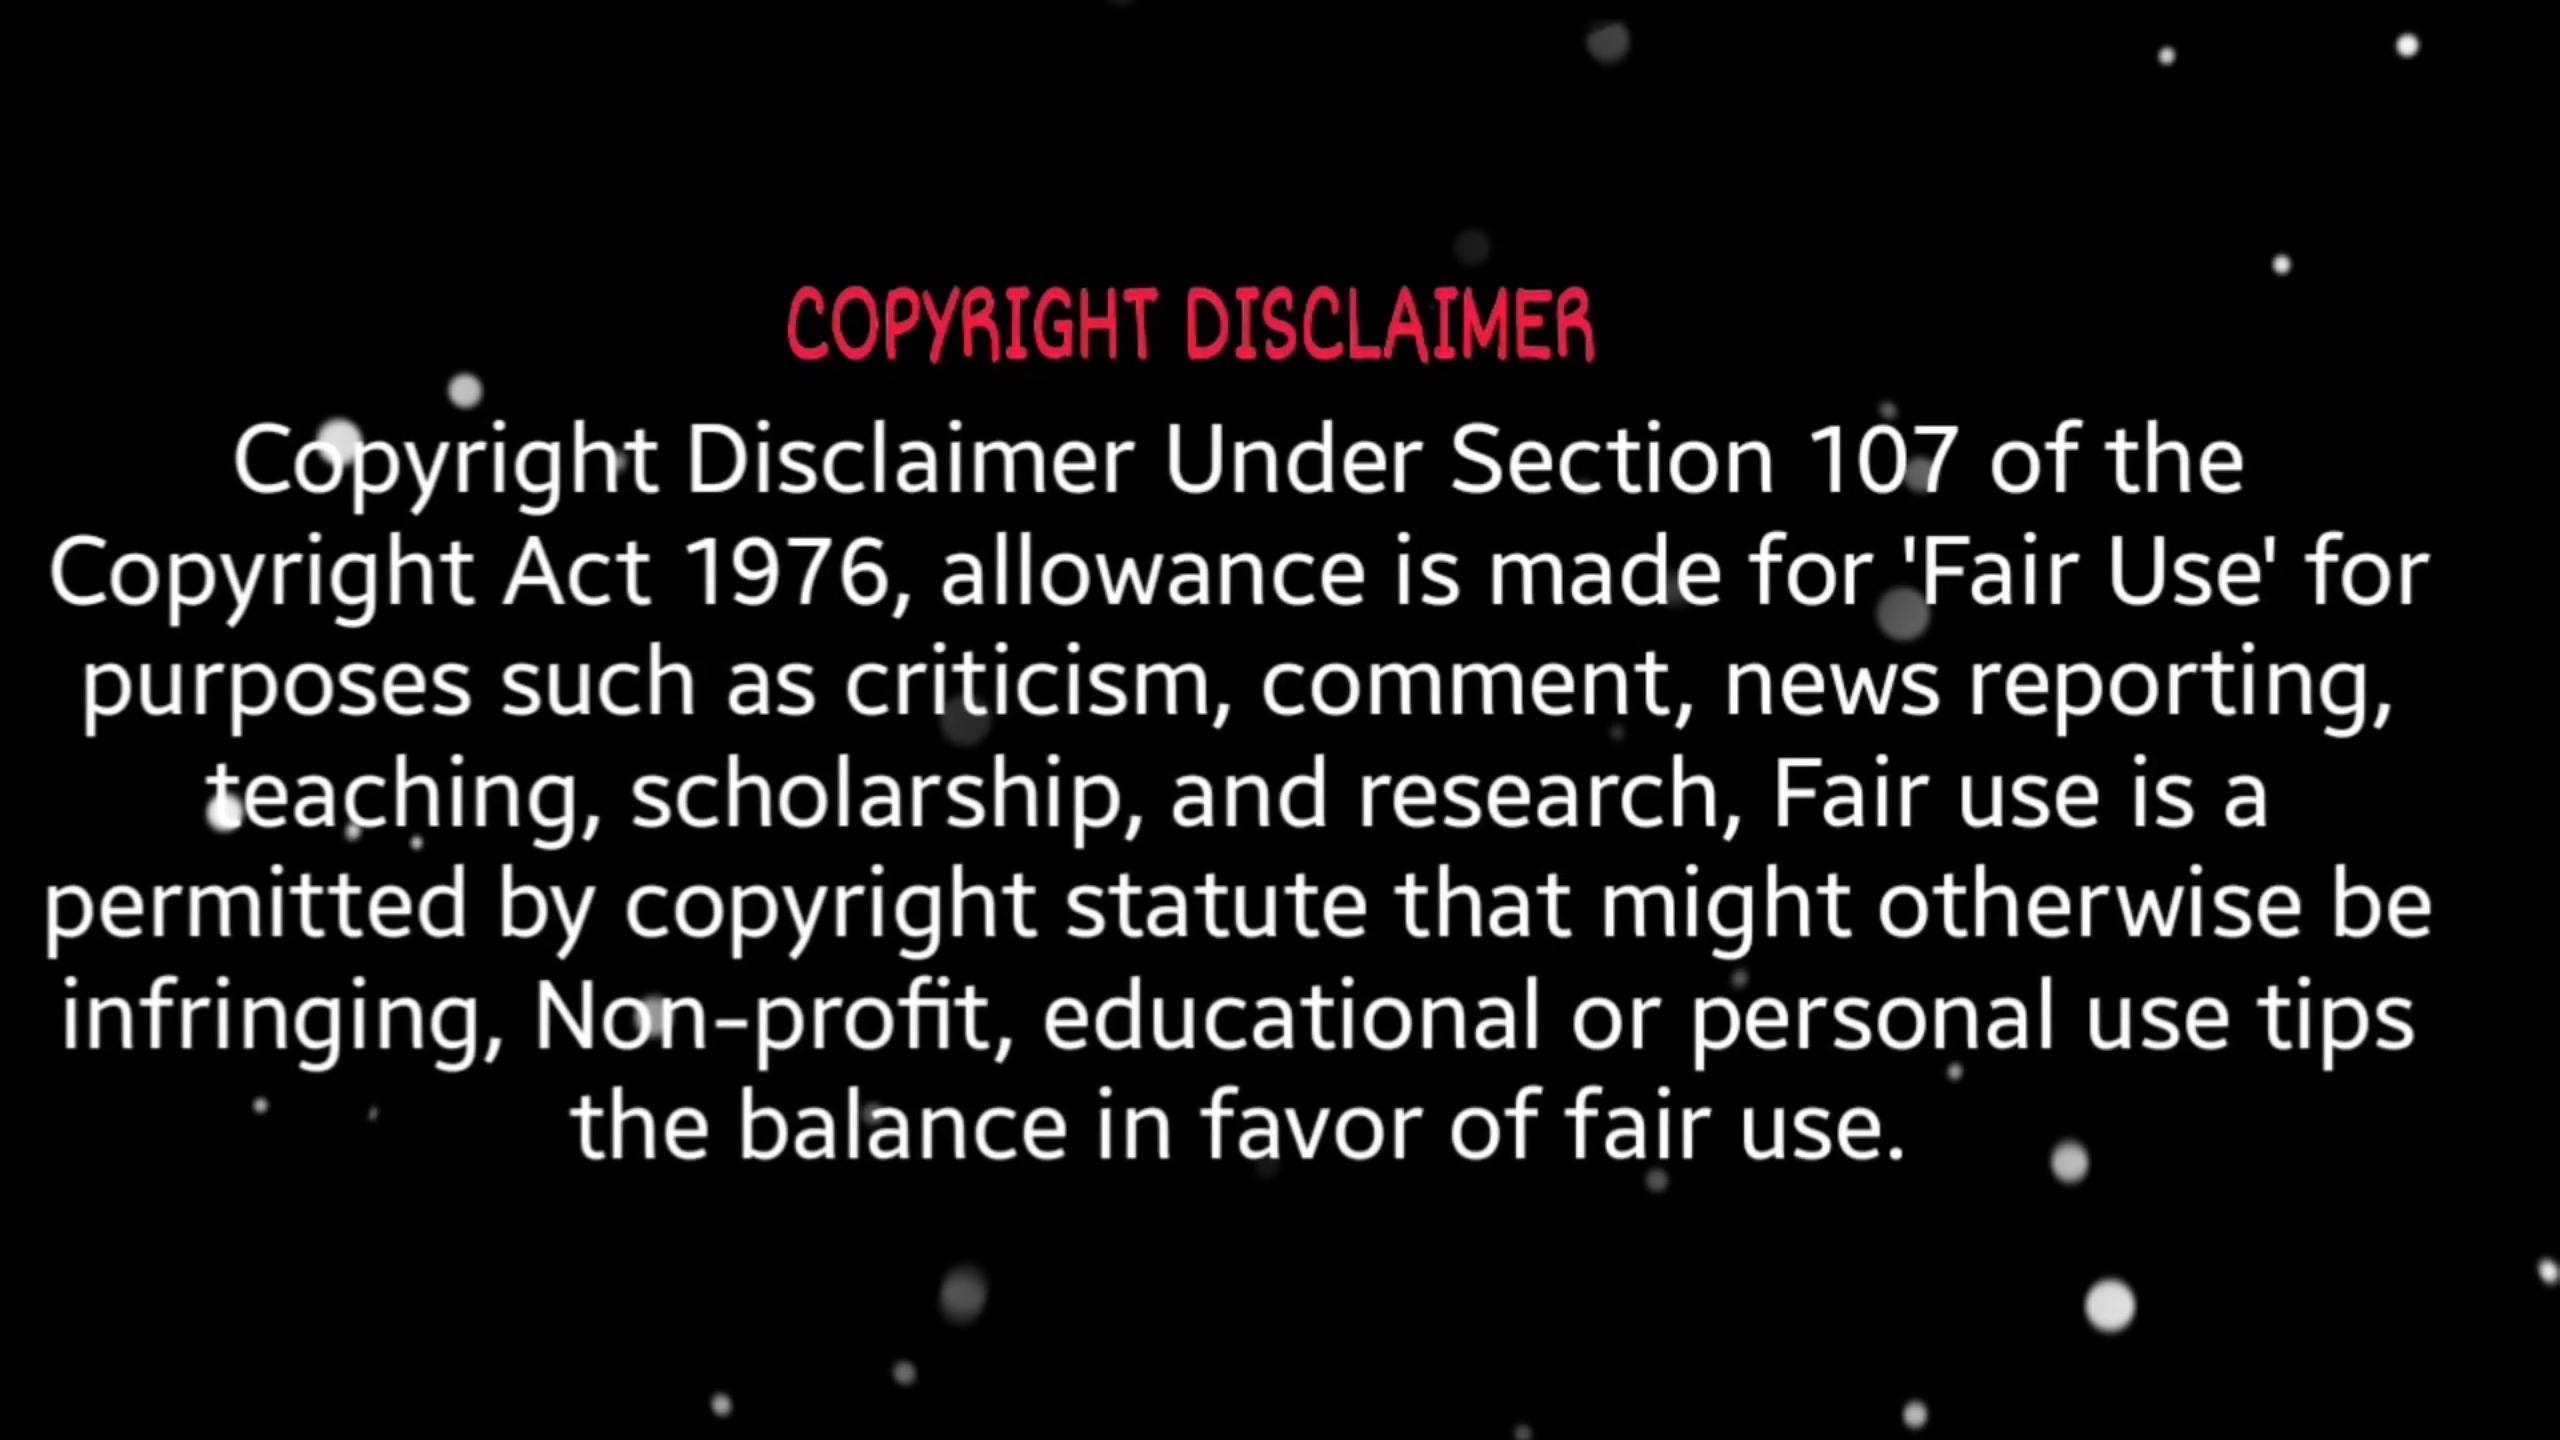 COPYRIGHT DISCLAIMER
Copyright Disclaimer Under Section 107 of the
Copyright Act 1976, allowance is made for 'Fair Use' for
purposes such as criticism, comment, news reporting,
teaching, scholarship, and research, Fair use is a
permitted by copyright statute that might otherwise be
infringing, Non-profit, educational or personal use tips
the balance in favor of fair use.